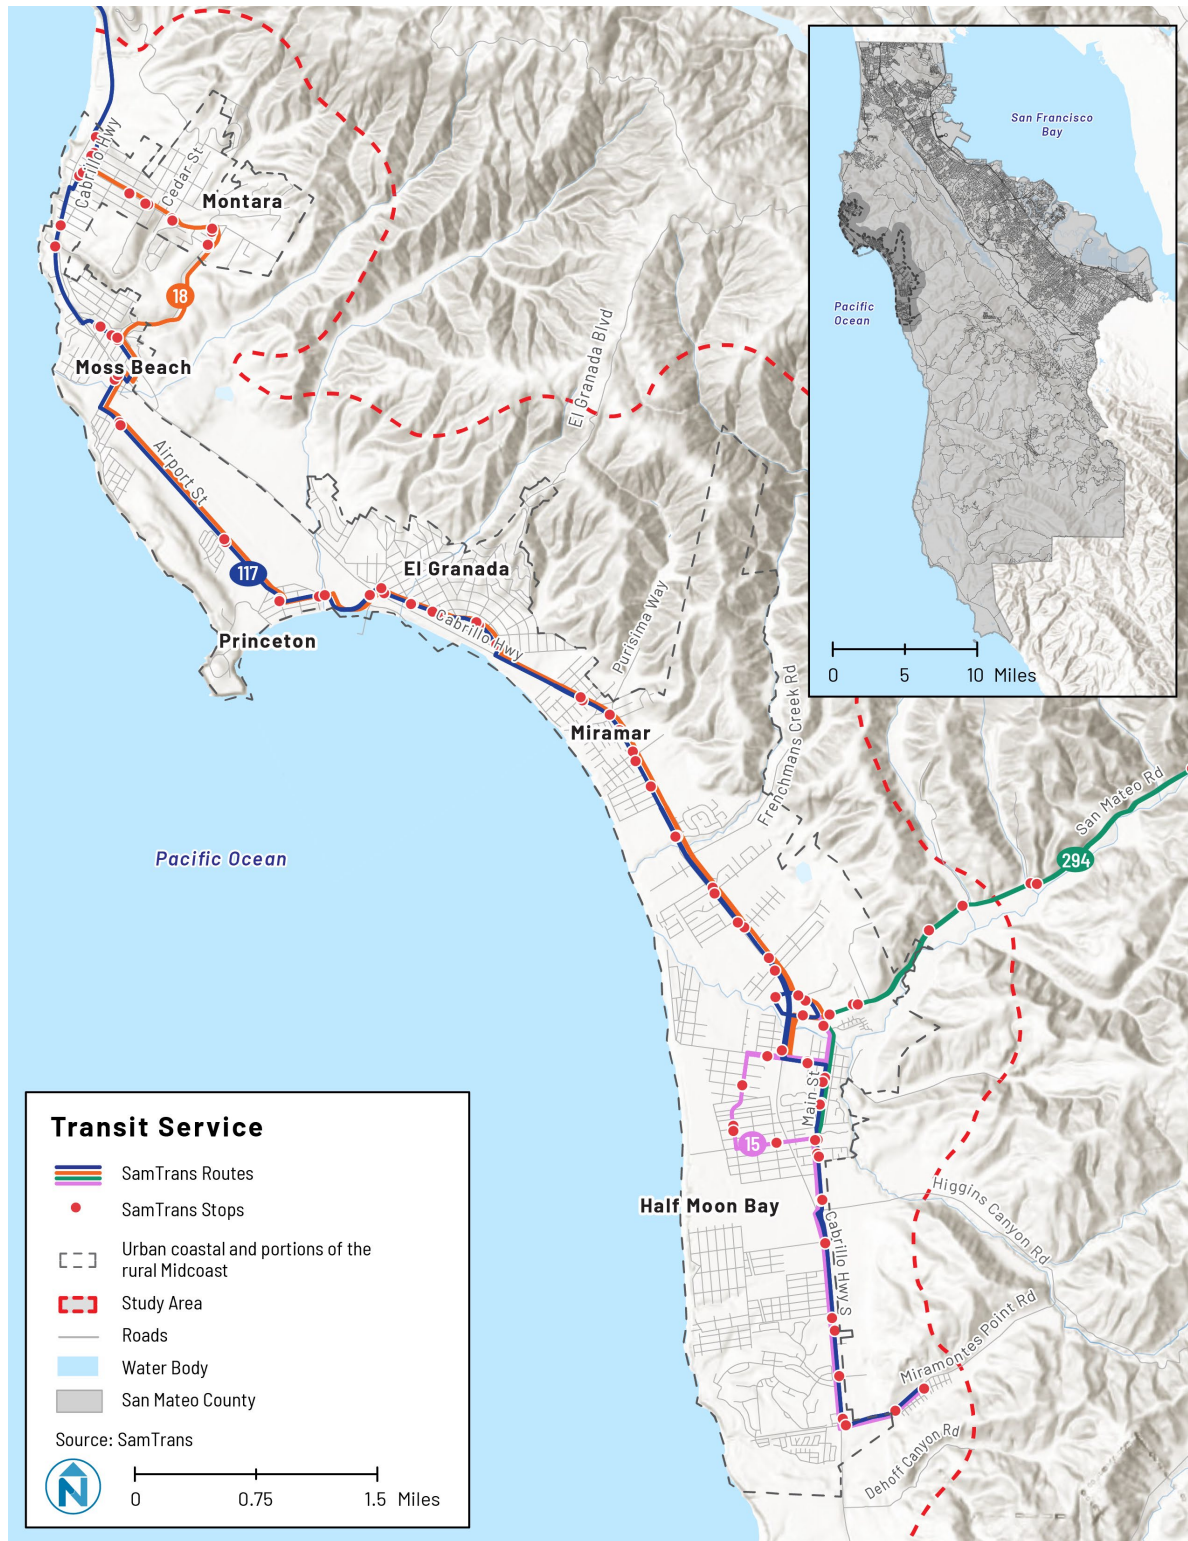 San Francisco
Bay
Pacific
Ocean
0 5 10 Miles
Cabrillo Hwy
Cedar St
Montara
18
Moss Beach
El Granada Blvd
Airport St
117
El Granada
Princeton
Cabrillo Hwy
Purisima Way
Miramar
Frenchmans Creek Rd
San Mateo Rd
294
Pacific Ocean
Main St
15
Half Moon Bay
Higgins Canyon Rd
Cabrillo Hwy S
Miramontes Point Rd
Dehoff Canyon Rd
Transit Service
SamTrans Routes
SamTrans Stops
Urban coastal and portions of the
rural Midcoast
Study Area
Roads
Water Body
San Mateo County
Source: SamTrans
N
0 0.75 1.5 Miles